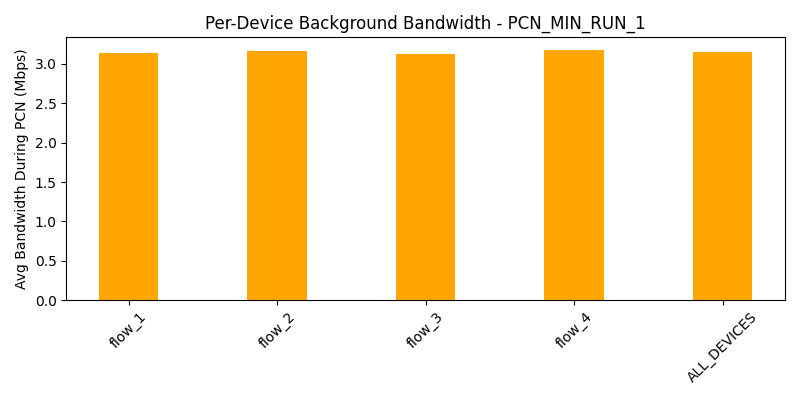 Per-Device Background Bandwidth - PCN_MIN_RUN_1
Avg Bandwidth During PCN (Mbps)
3.0
2.5
2.0
1.5
1.0
0.5
0.0
flow_1
flow_2
flow_3
flow_4
ALL_DEVICES